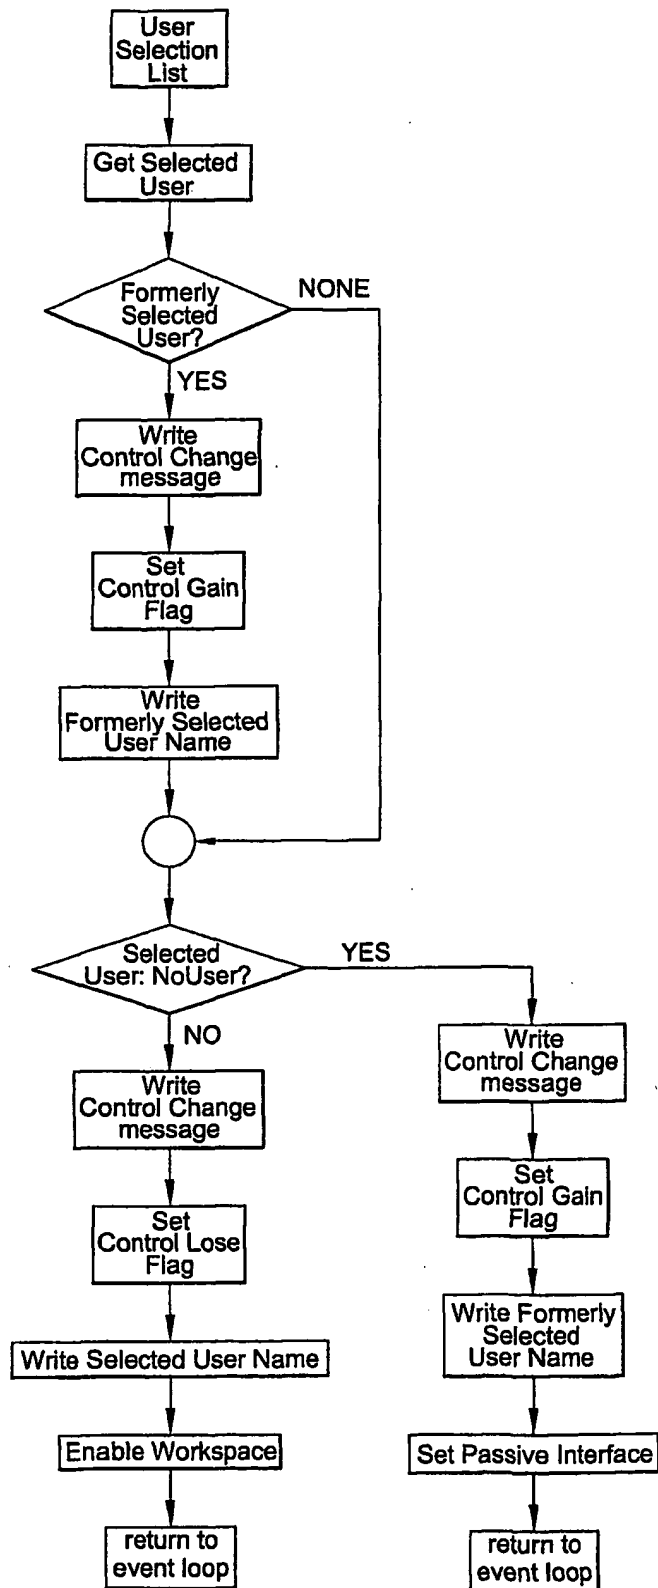 User
Selection
List
Get Selected
User
Formerly
Selected
User?
NONE
YES
Write
Control Change
message
Set
Control Gain
Flag
Write
Formerly Selected
User Name
Selected
User: NoUser?
YES
NO
Write
Control Change
message
Set
Control Lose
Flag
Write Selected User Name
Enable Workspace
return to
event loop
Write
Control Change
message
Set
Control Gain
Flag
Write Formerly
Selected
User Name
Set Passive Interface
return to
event loop